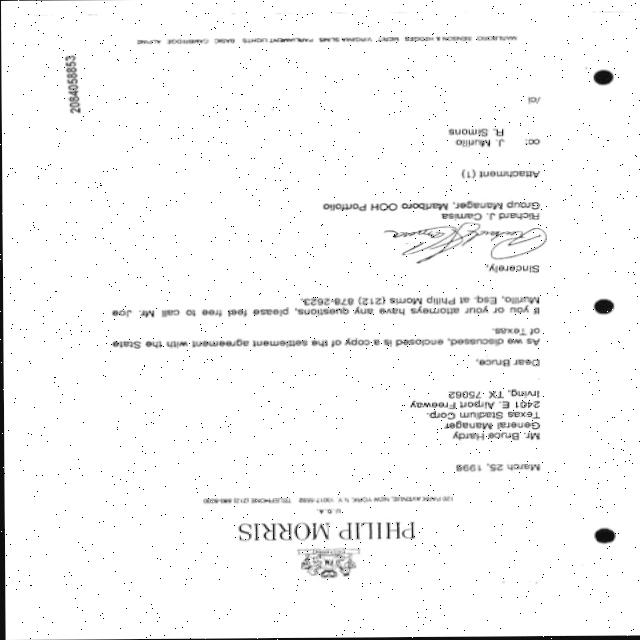 PHILIP MORRIS
U. S. A.
120 PARK AVENUE, NEW YORK, N.Y. 10017-5592 TELEPHONE (212) 880-5000
March 25, 1998
Mr. Bruce Hardy
General Manager
Texas Stadium Corp.
2401 E. Airport Freeway
Irving, TX 75062
Dear Bruce,
As we discussed, enclosed is a copy of the settlement agreement with the State
of Texas.
If you or your attorneys have any questions, please feel free to call Mr. Joe
Murillo, Esq. at Philip Morris (212) 878-2623.
Sincerely,
Richard J. Camisa
Group Manager, Marlboro OOH Portfolio
Attachment (1)
cc: J. Murillo
R. Simons
/cl
MARLBORO BENSON & HEDGES MERIT VIRGINIA SLIMS PARLIAMENT LIGHTS BASIC CAMBRIDGE ALPINE
2084058853